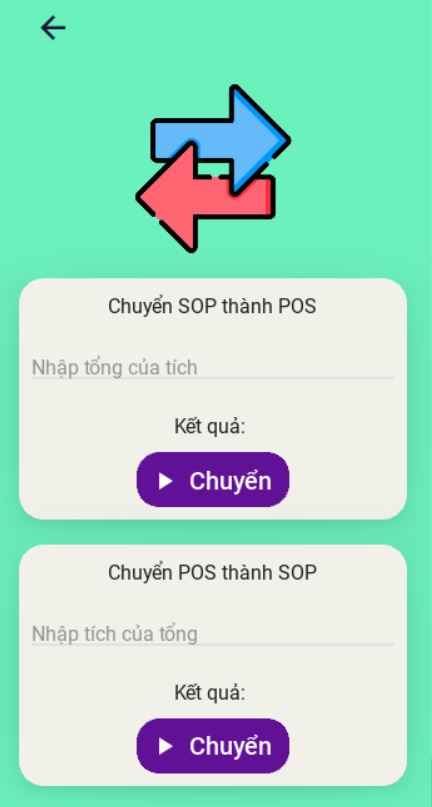 Chuyển SOP thành POS
Nhập tổng của tích
Kết quả:
Chuyển
Chuyển POS thành SOP
Nhập tích của tổng
Kết quả:
Chuyển